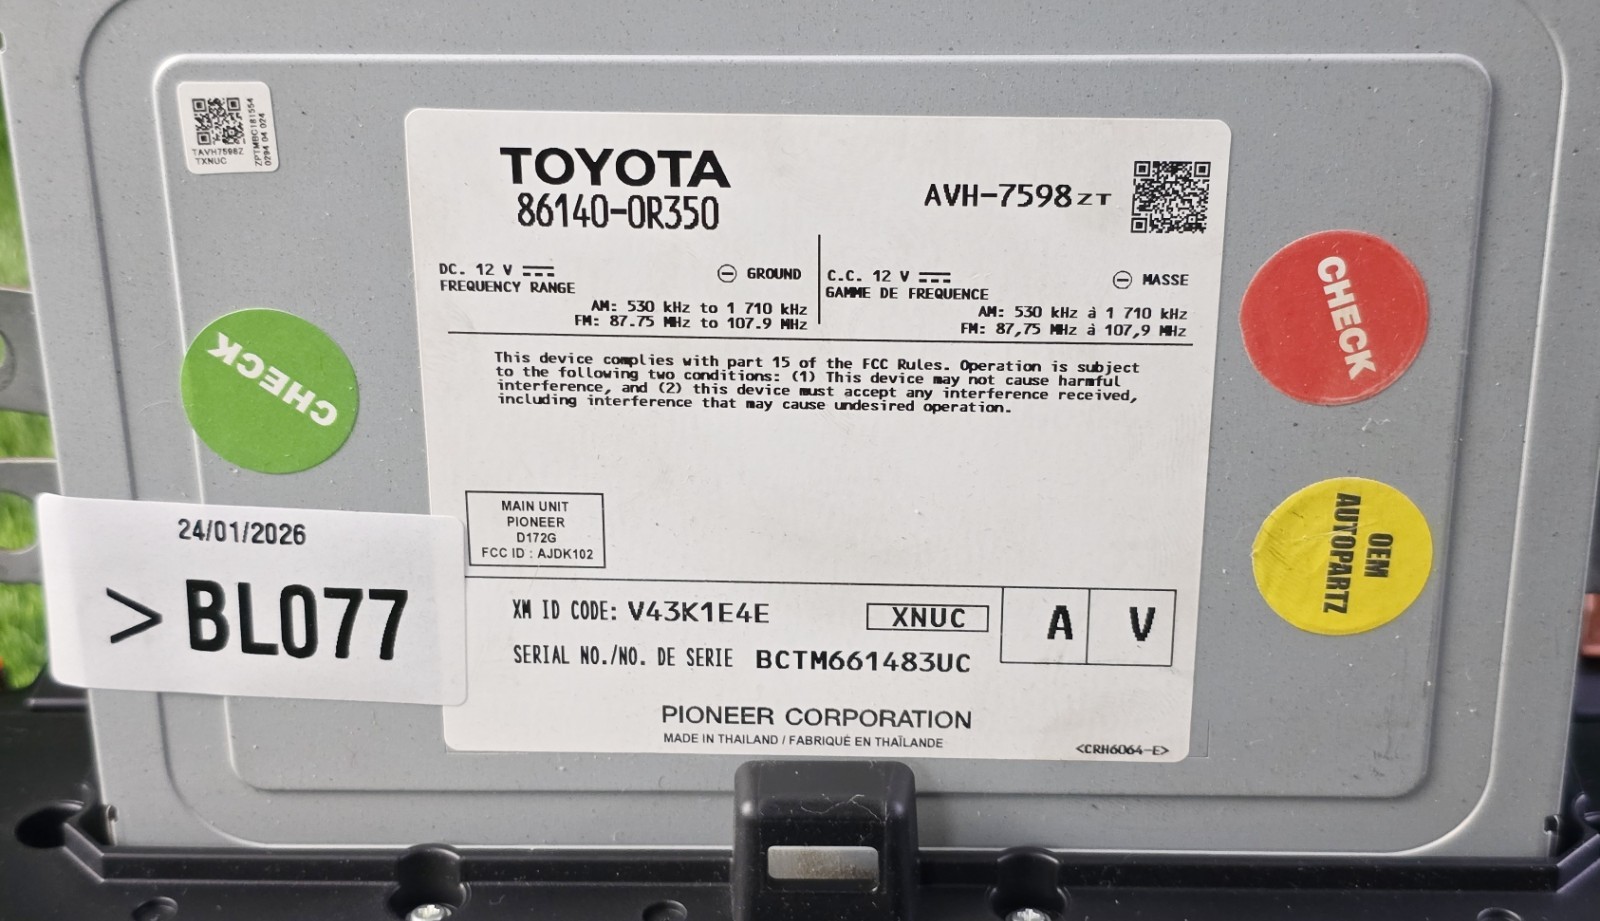 TAVH7598Z
TXNUC
ZPTMBC181554
0294 04 024
TOYOTA
86140-0R350
AVH-7598ZT
DC. 12 V
GROUND
FREQUENCY RANGE
AM: 530 kHz to 1 710 kHz
FM: 87.75 MHz to 107.9 MHz
C.C. 12 V
MASSE
GAMME DE FREQUENCE
AM: 530 kHz à 1 710 kHz
FM: 87,75 MHz à 107,9 MHz
This device complies with part 15 of the FCC Rules. Operation is subject
to the following two conditions: (1) This device may not cause harmful
interference, and (2) this device must accept any interference received,
including interference that may cause undesired operation.
CHECK
CHECK
OEM
AUTOPARTZ
MAIN UNIT
PIONEER
D172G
FCC ID : AJDK102
24/01/2026
> BL077
XM ID CODE: V43K1E4E
XNUC
A V
SERIAL NO./NO. DE SERIE BCTM661483UC
PIONEER CORPORATION
MADE IN THAILAND / FABRIQUÉ EN THAÏLANDE
<CRH6064-E>